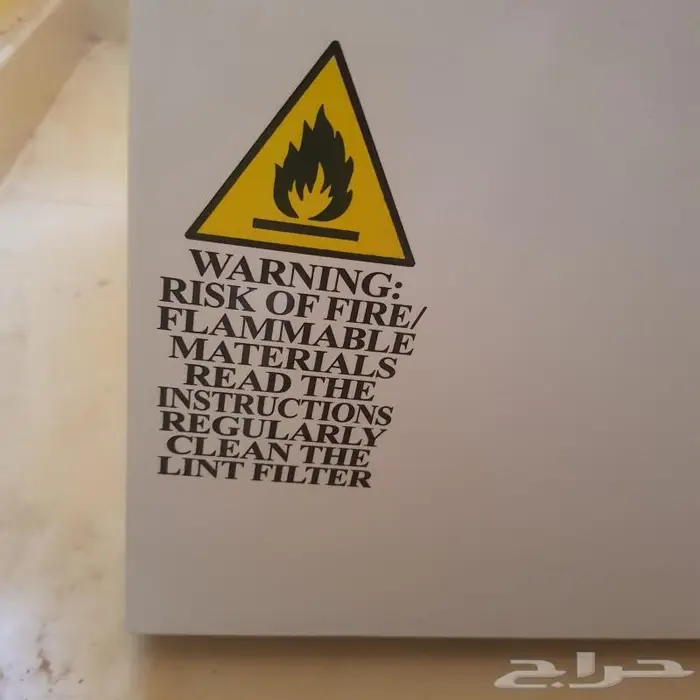 WARNING:
RISK OF FIRE/
FLAMMABLE
MATERIALS
READ THE
INSTRUCTIONS
REGULARLY
CLEAN THE
LINT FILTER
حراج